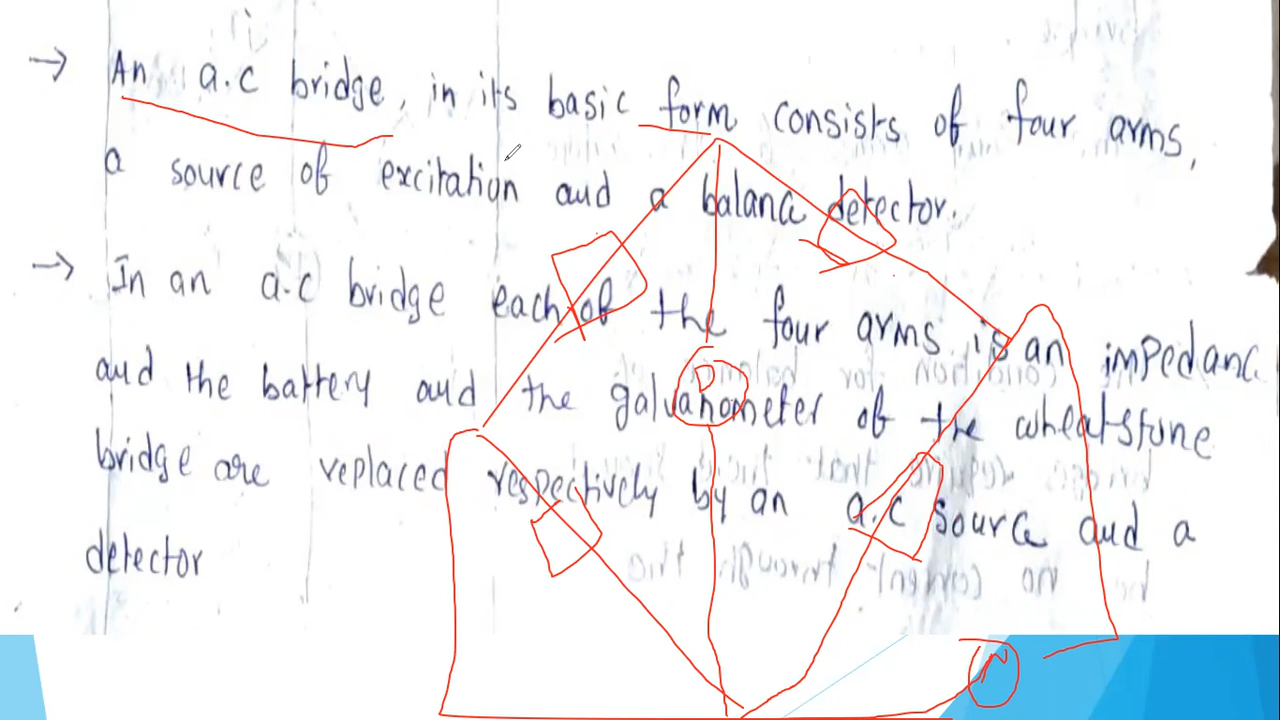 → An a.c bridge, in its basic form consists of four arms,
a source of excitation and a balanc detector.
→ In an a.c bridge each of the four arms is an impedanc
and the battery and the galvanometer of the wheatstone
bridge are replaced respectively by an a.c source and a
detector
D